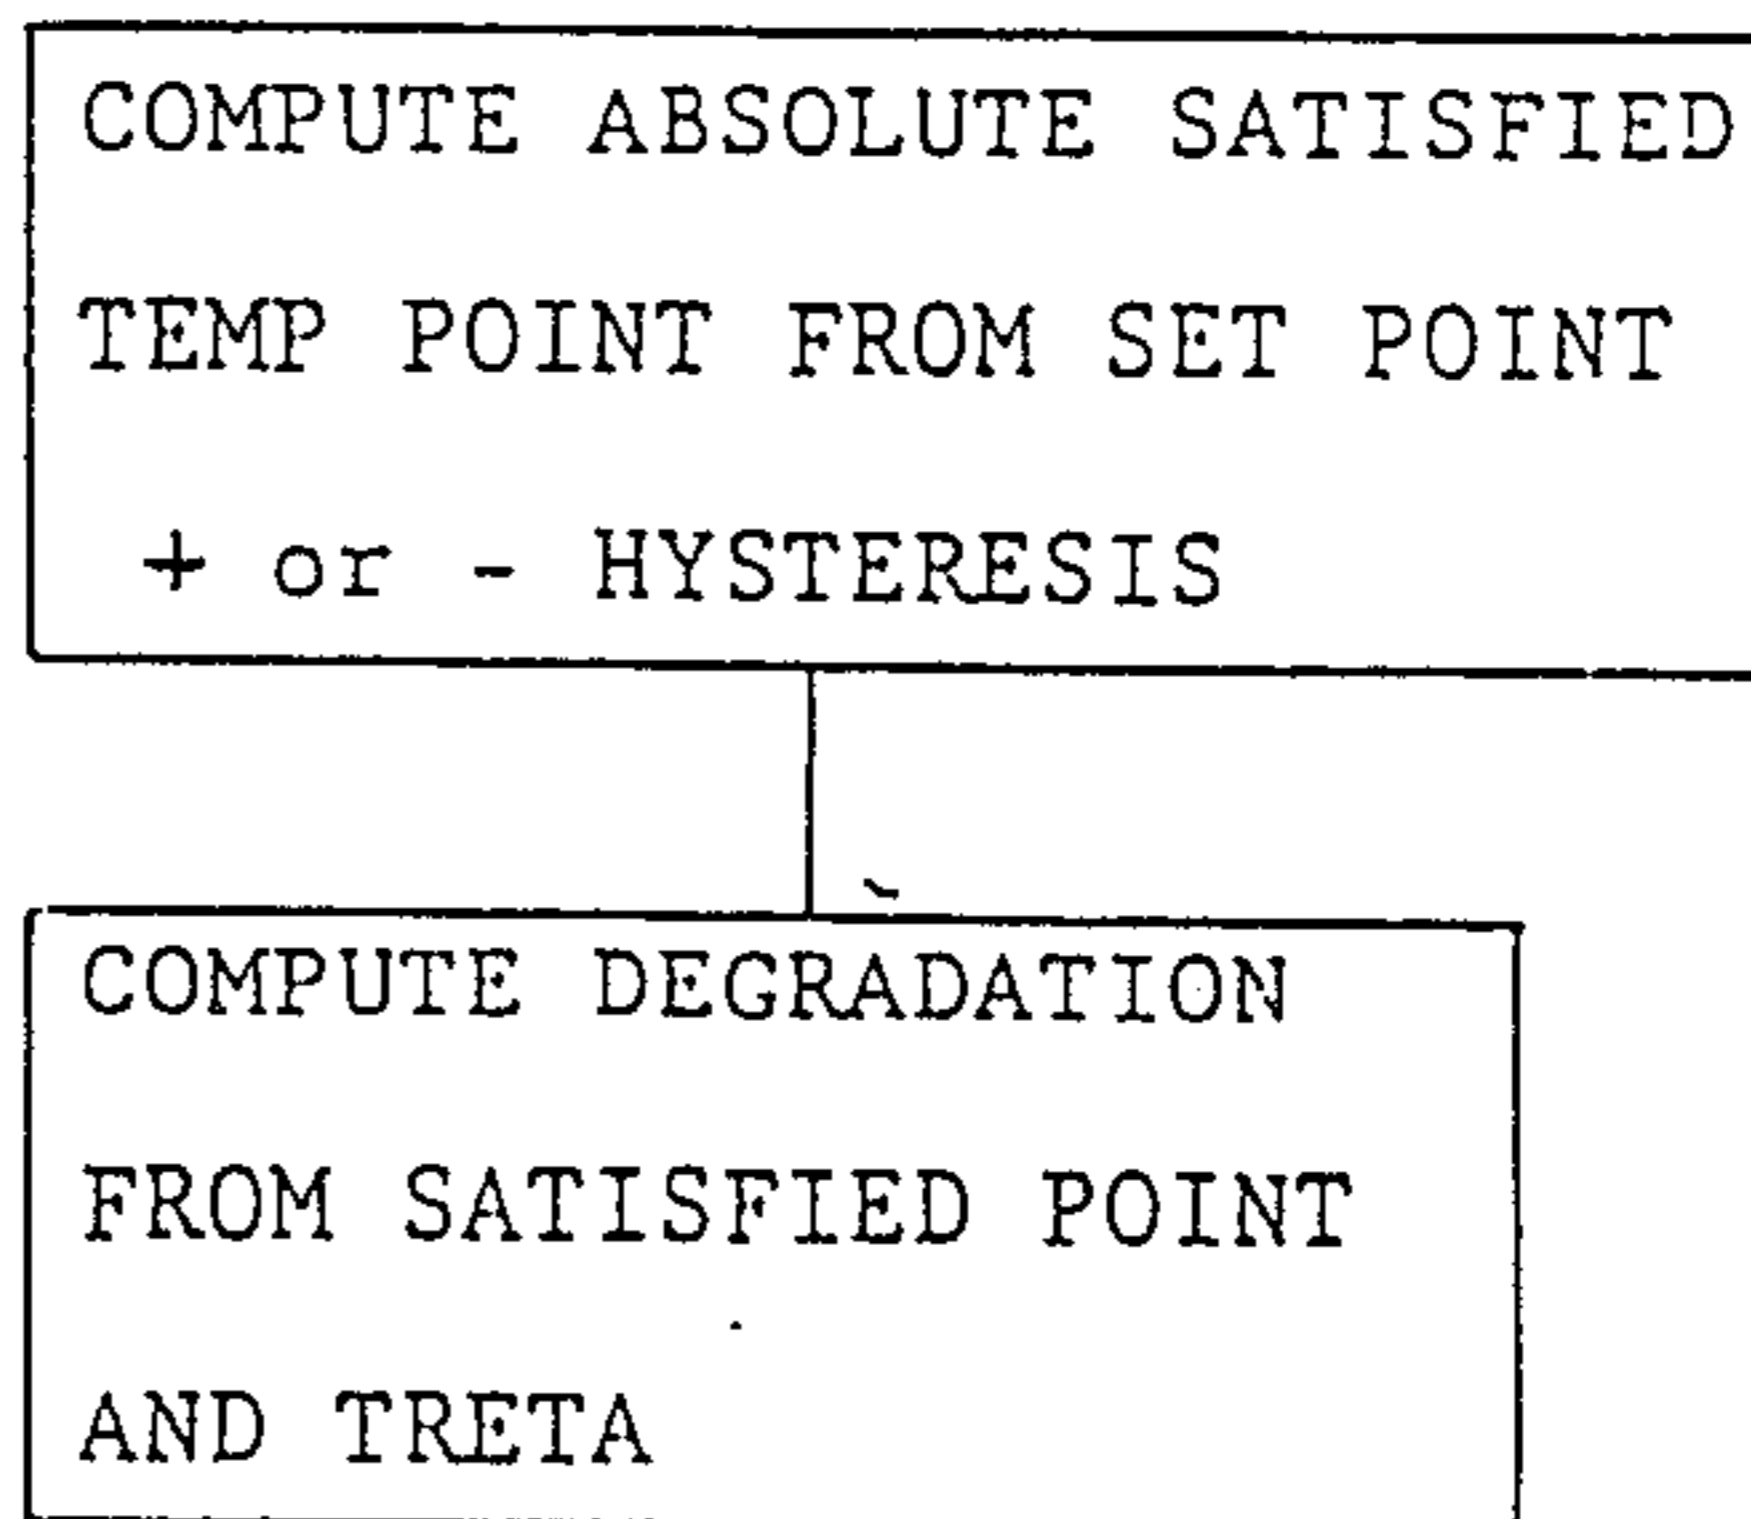 COMPUTE ABSOLUTE SATISFIED
TEMP POINT FROM SET POINT
+ or - HYSTERESIS
COMPUTE DEGRADATION
FROM SATISFIED POINT
AND TRETA